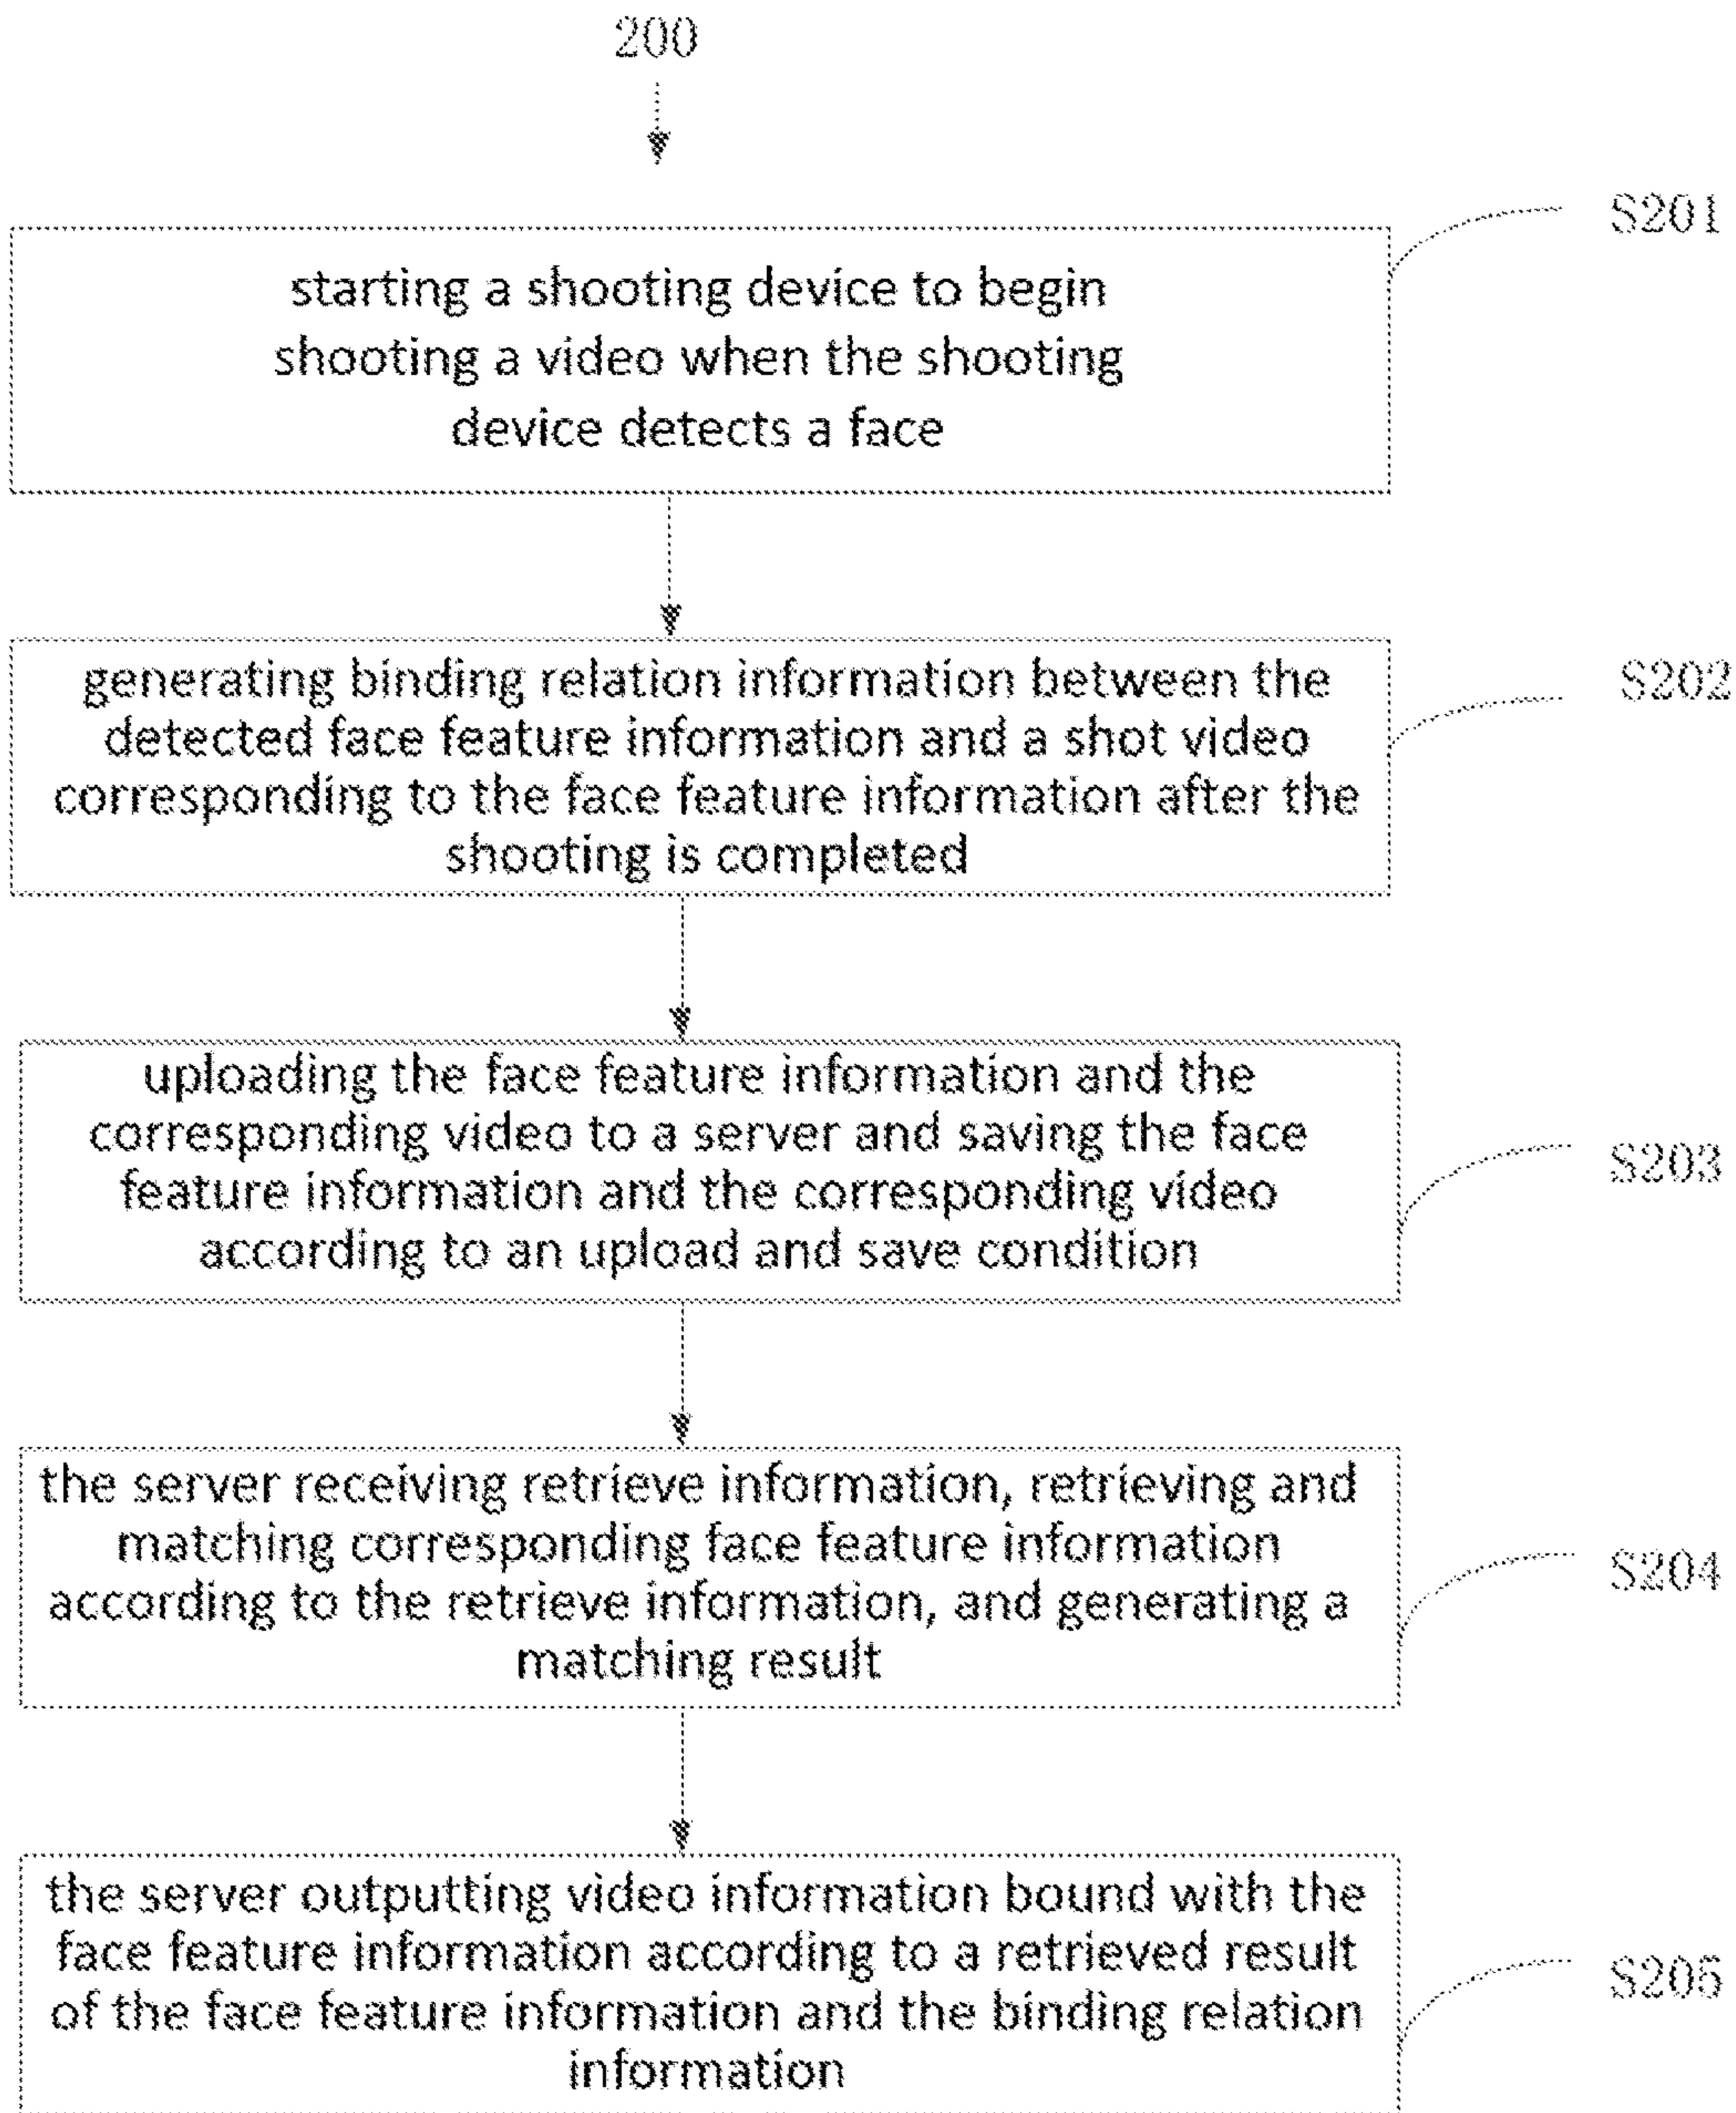 200
S201
starting a shooting device to begin
shooting a video when the shooting
device detects a face
S202
generating binding relation information between the
detected face feature information and a shot video
corresponding to the face feature information after the
shooting is completed
uploading the face feature information and the
corresponding video to a server and saving the face
feature information and the corresponding video
according to an upload and save condition
S203
the server receiving retrieve information, retrieving and
matching corresponding face feature information
according to the retrieve information, and generating a
matching result
S204
the server outputting video information bound with the
face feature information according to a retrieved result
of the face feature information and the binding relation
information
S205